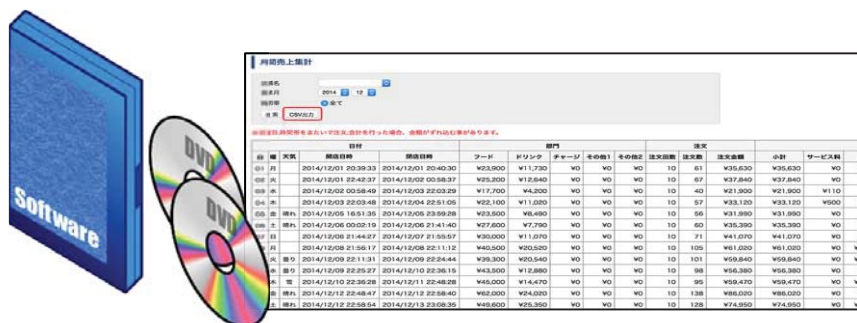 Software
DVD
DVD
月間売上集計
2014 12
全て
CSV出力
日付 部門 注文
曜 天気 開店日時 閉店日時 フード ドリンク チャージ その他1 その他2 注文回数 注文数 注文金額 小計 サービス料
01 月 2014/12/01 20:39:33 2014/12/01 20:40:30 ¥23,900 ¥11,730 ¥0 ¥0 ¥0 10 61 ¥35,630 ¥35,630 ¥0
02 火 2014/12/01 22:42:37 2014/12/02 00:58:37 ¥25,200 ¥12,640 ¥0 ¥0 ¥0 10 67 ¥37,840 ¥37,840 ¥0
03 水 2014/12/02 00:58:49 2014/12/03 22:03:29 ¥17,700 ¥4,200 ¥0 ¥0 ¥0 10 40 ¥21,900 ¥21,900 ¥110
04 木 2014/12/03 22:03:48 2014/12/04 22:51:05 ¥22,100 ¥11,020 ¥0 ¥0 ¥0 10 57 ¥33,120 ¥33,120 ¥500
05 金 晴れ 2014/12/05 16:51:35 2014/12/05 23:59:28 ¥23,500 ¥8,490 ¥0 ¥0 ¥0 10 56 ¥31,990 ¥31,990 ¥0
06 土 晴れ 2014/12/06 00:02:19 2014/12/06 21:41:40 ¥27,600 ¥7,790 ¥0 ¥0 ¥0 10 60 ¥35,390 ¥35,390 ¥0
日 2014/12/06 21:44:27 2014/12/07 21:55:57 ¥30,000 ¥11,070 ¥0 ¥0 ¥0 10 71 ¥41,070 ¥41,070 ¥0
月 2014/12/08 21:56:17 2014/12/08 22:11:12 ¥40,500 ¥20,520 ¥0 ¥0 ¥0 10 105 ¥61,020 ¥61,020 ¥0
火 曇り 2014/12/09 22:11:31 2014/12/09 22:24:44 ¥39,300 ¥20,540 ¥0 ¥0 ¥0 10 101 ¥59,840 ¥59,840 ¥0
水 曇り 2014/12/09 22:25:27 2014/12/10 22:36:15 ¥43,500 ¥12,880 ¥0 ¥0 ¥0 10 98 ¥56,380 ¥56,380 ¥0
木 雪 2014/12/10 22:36:28 2014/12/11 22:48:28 ¥45,000 ¥14,470 ¥0 ¥0 ¥0 10 95 ¥59,470 ¥59,470 ¥0
金 晴れ 2014/12/12 22:48:47 2014/12/12 22:58:40 ¥62,000 ¥24,020 ¥0 ¥0 ¥0 10 138 ¥86,020 ¥86,020 ¥0
土 晴れ 2014/12/12 22:58:54 2014/12/13 23:08:35 ¥49,600 ¥25,350 ¥0 ¥0 ¥0 10 128 ¥74,950 ¥74,950 ¥0